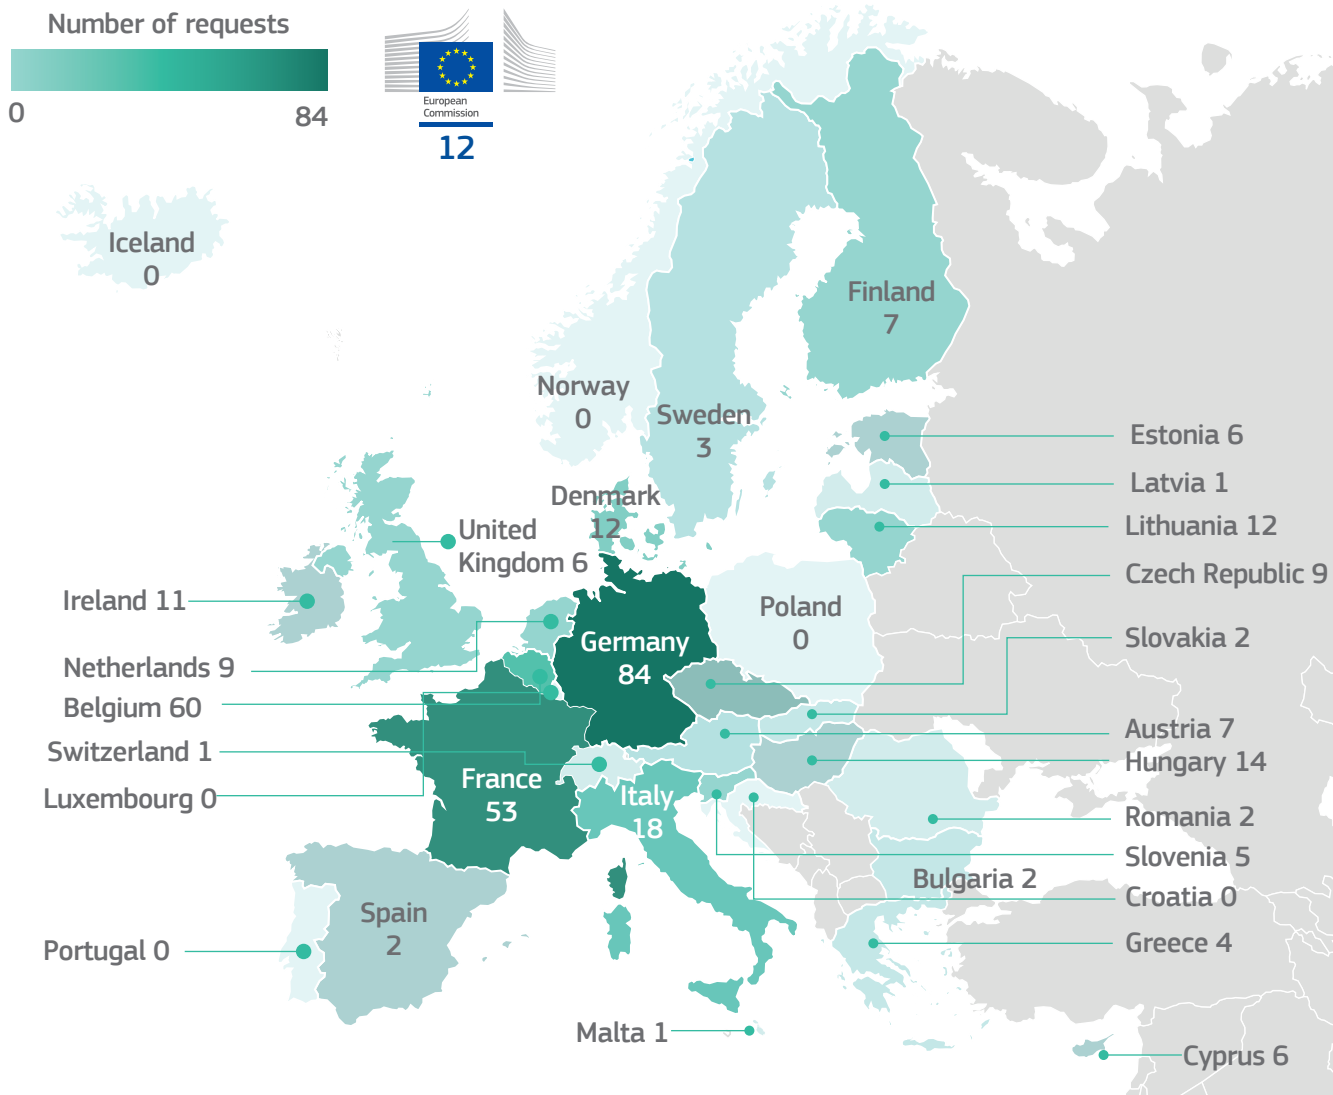 Number of requests
0
84
European
Commission
12
Iceland
0
Finland
7
Norway
0
Sweden
3
Estonia 6
Latvia 1
Denmark
12
Lithuania 12
United
Kingdom 6
Czech Republic 9
Ireland 11
Poland
0
Germany
84
Slovakia 2
Netherlands 9
Belgium 60
Austria 7
Switzerland 1
Hungary 14
France
53
Luxembourg 0
Italy
18
Romania 2
Slovenia 5
Bulgaria 2
Croatia 0
Spain
2
Greece 4
Portugal 0
Malta 1
Cyprus 6